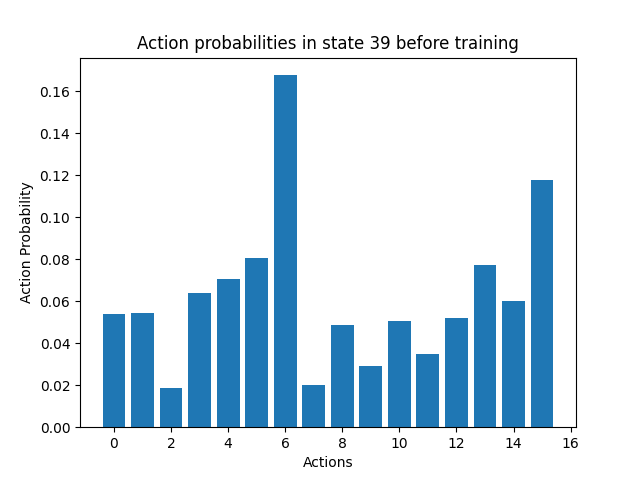 Action probabilities in state 39 before training
Action Probability
0.16
0.14
0.12
0.10
0.08
0.06
0.04
0.02
0.00
0 2 4 6 8 10 12 14 16
Actions